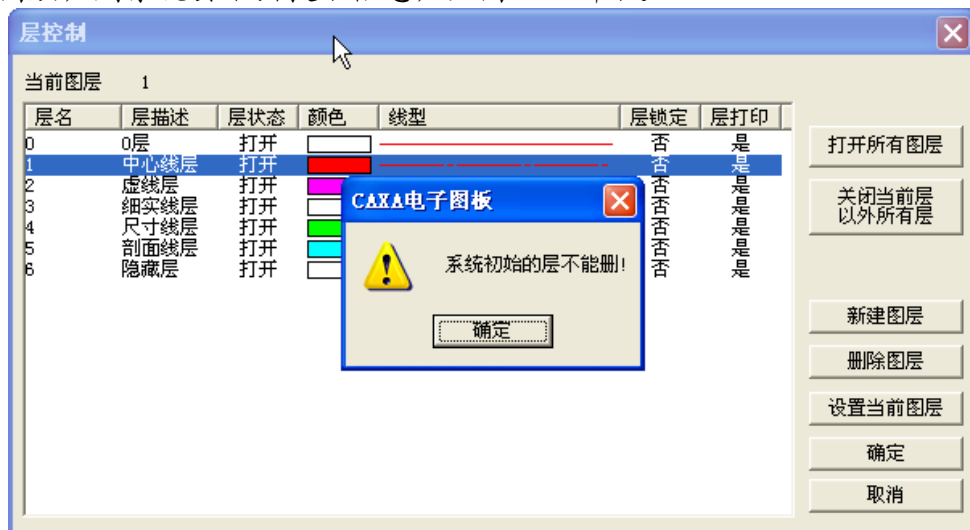 层控制
当前图层 1
层名 层描述 层状态 颜色 线型 层锁定 层打印
0 0层 打开 否 是
1 中心线层 打开 否 是
2 虚线层 打开 否 是
3 细实线层 打开 否 是
4 尺寸线层 打开 否 是
5 剖面线层 打开 否 是
6 隐藏层 打开 否 是
CAXA电子图板
系统初始的层不能删!
确定
打开所有图层
关闭当前层
以外所有层
新建图层
删除图层
设置当前图层
确定
取消